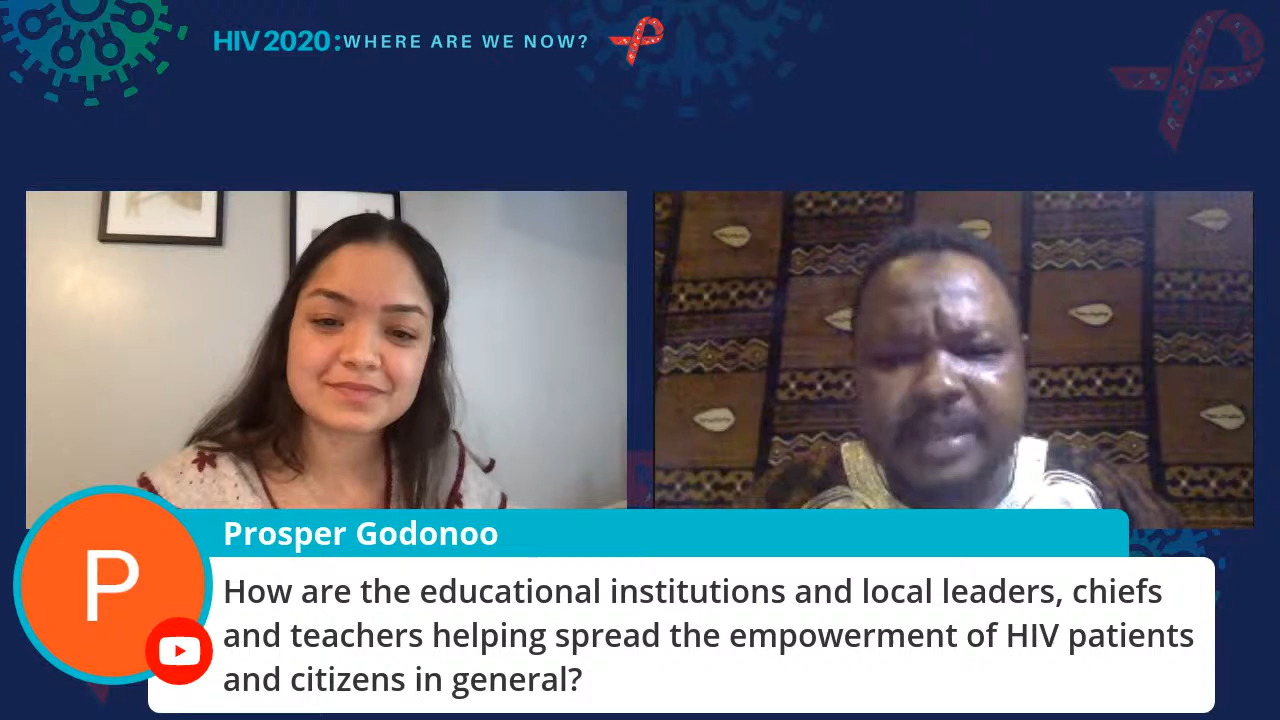 HIV 2020: WHERE ARE WE NOW?
Prosper Godonoo
P
How are the educational institutions and local leaders, chiefs
and teachers helping spread the empowerment of HIV patients
and citizens in general?